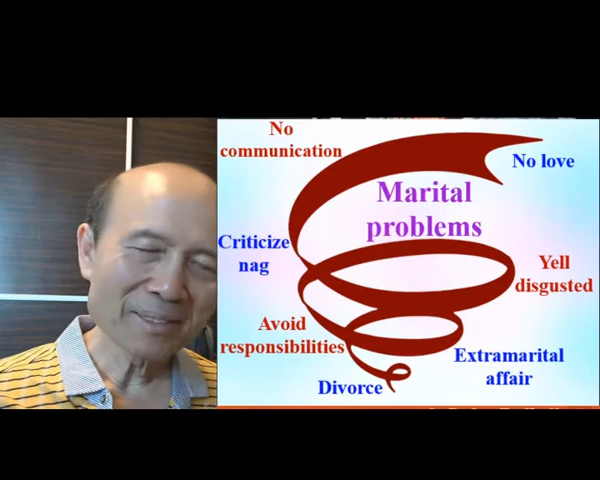 No
communication
No love
Marital
problems
Criticize
nag
Yell
disgusted
Avoid
responsibilities
Extramarital
affair
Divorce